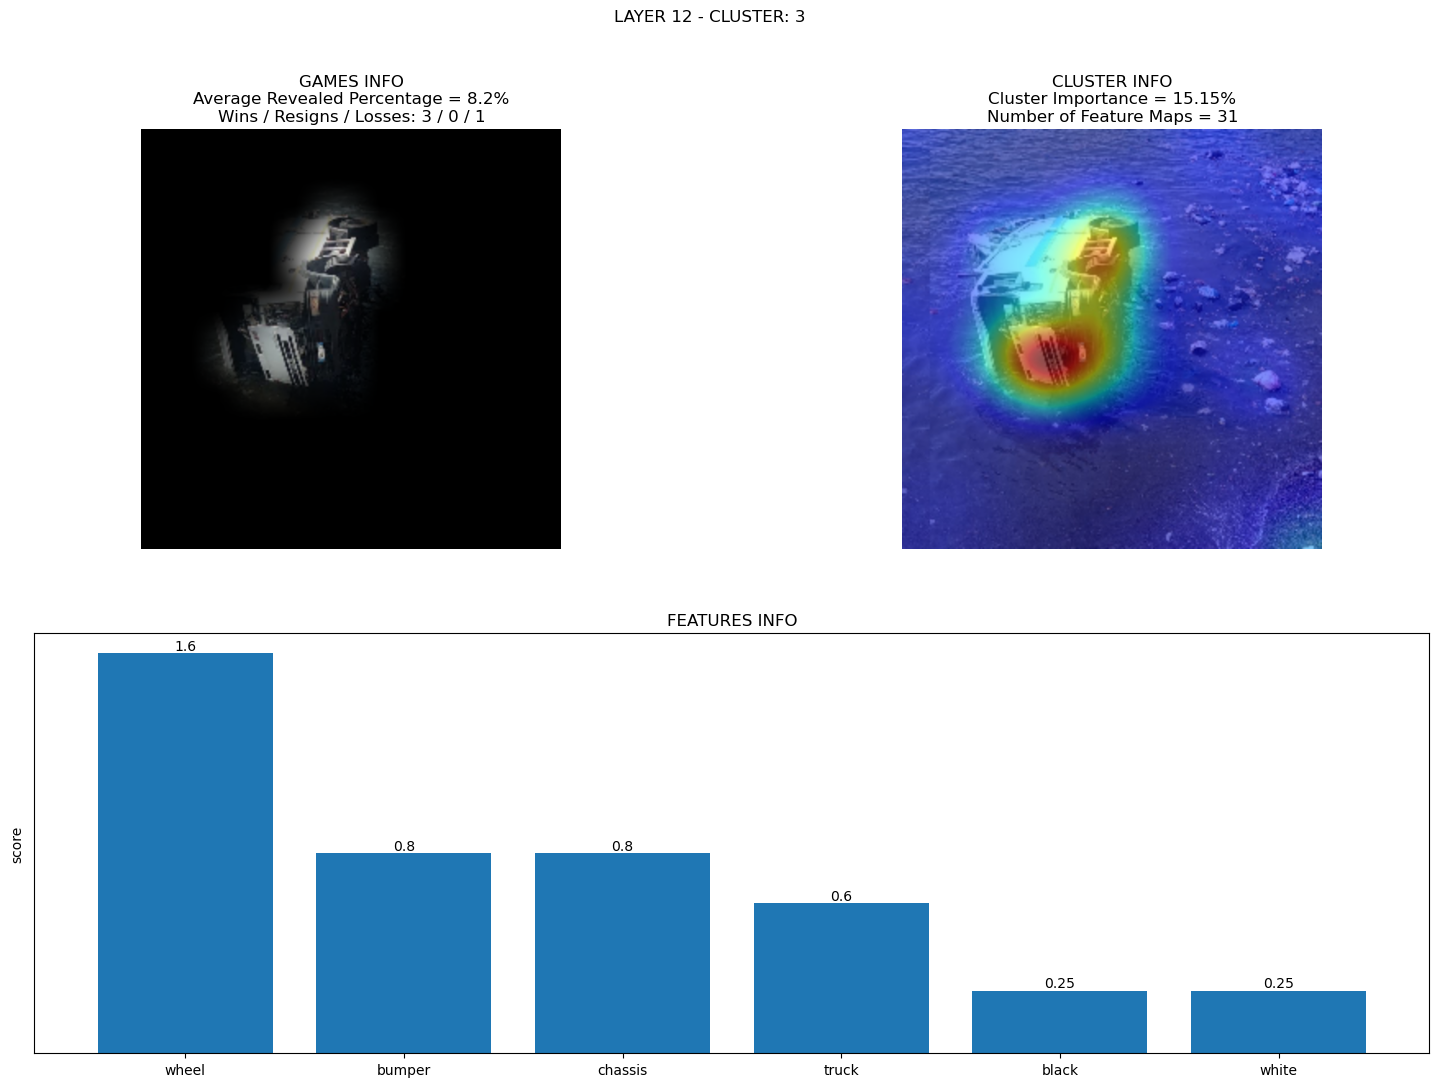 LAYER 12 - CLUSTER: 3
GAMES INFO
Average Revealed Percentage = 8.2%
Wins / Resigns / Losses: 3 / 0 / 1
CLUSTER INFO
Cluster Importance = 15.15%
Number of Feature Maps = 31
FEATURES INFO
score
1.6
0.8
0.8
0.6
0.25
0.25
wheel
bumper
chassis
truck
black
white